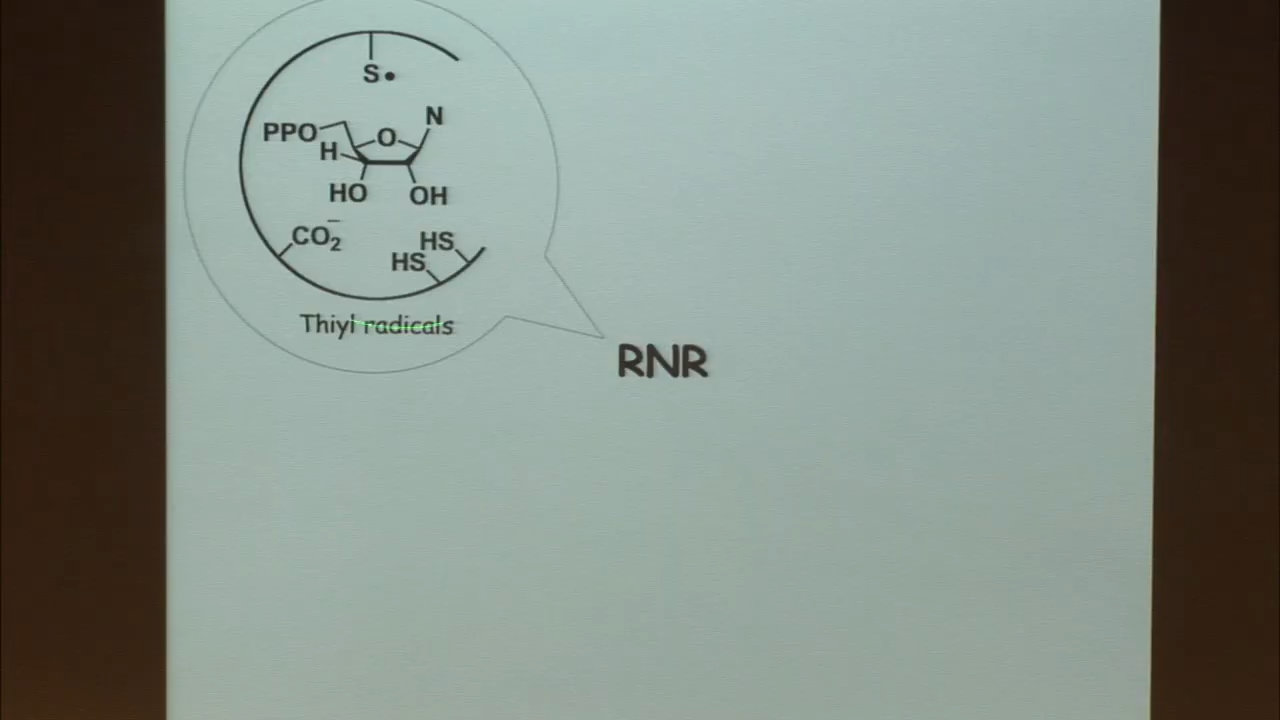 S•
N
PPO
O
H
HO
OH
CO₂⁻
HS
HS
Thiyl radicals
RNR